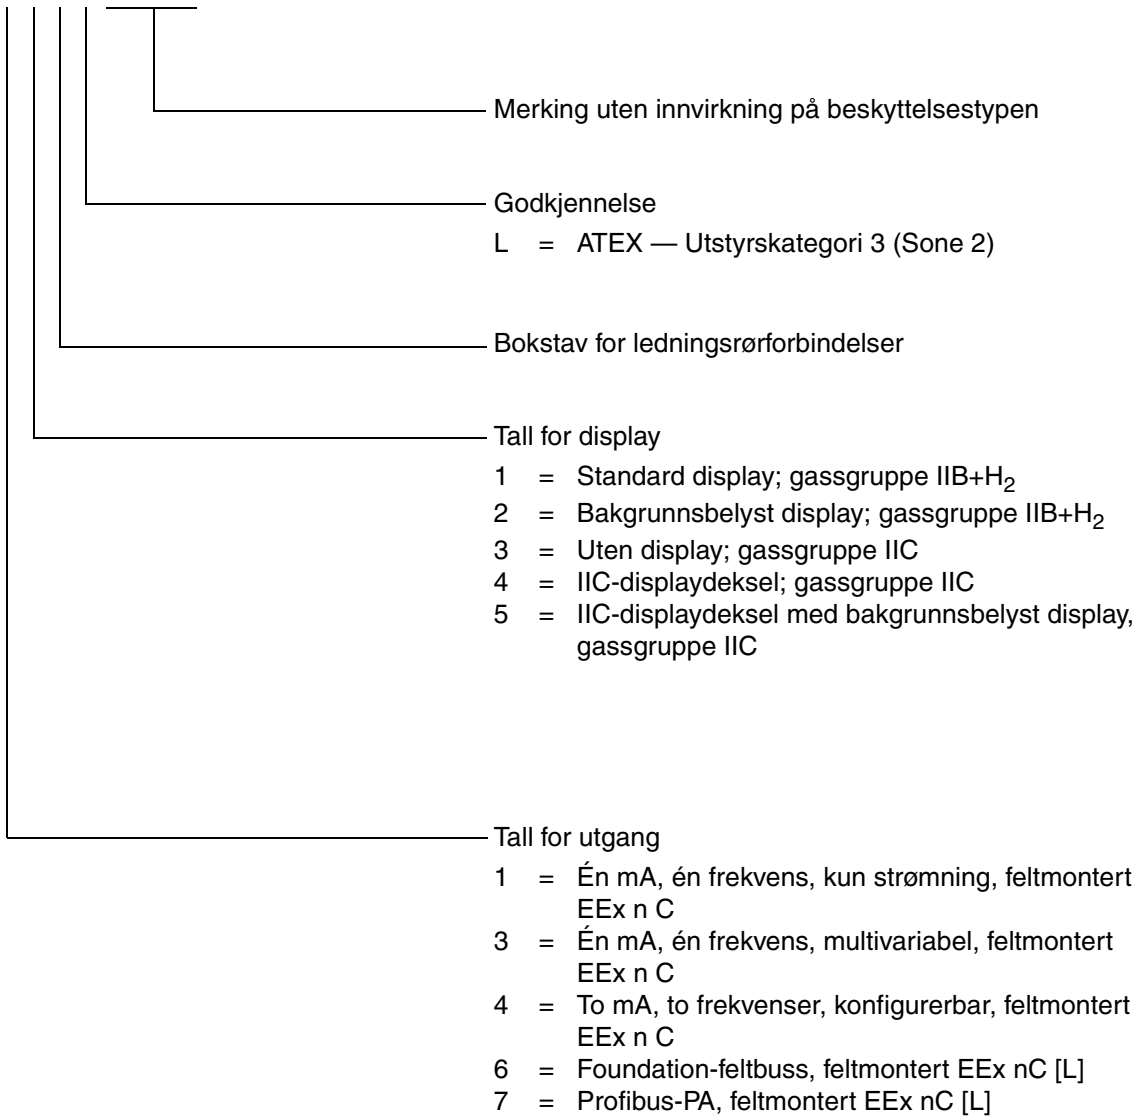 Merking uten innvirkning på beskyttelsestypen
Godkjennelse
L = ATEX — Utstyrskategori 3 (Sone 2)
Bokstav for ledningsrørforbindelser
Tall for display
1 = Standard display; gassgruppe IIB+H₂
2 = Bakgrunnsbelyst display; gassgruppe IIB+H₂
3 = Uten display; gassgruppe IIC
4 = IIC-displaydeksel; gassgruppe IIC
5 = IIC-displaydeksel med bakgrunnsbelyst display,
gassgruppe IIC
Tall for utgang
1 = Én mA, én frekvens, kun strømning, feltmontert
EEx n C
3 = Én mA, én frekvens, multivariabel, feltmontert
EEx n C
4 = To mA, to frekvenser, konfigurerbar, feltmontert
EEx n C
6 = Foundation-feltbuss, feltmontert EEx nC [L]
7 = Profibus-PA, feltmontert EEx nC [L]